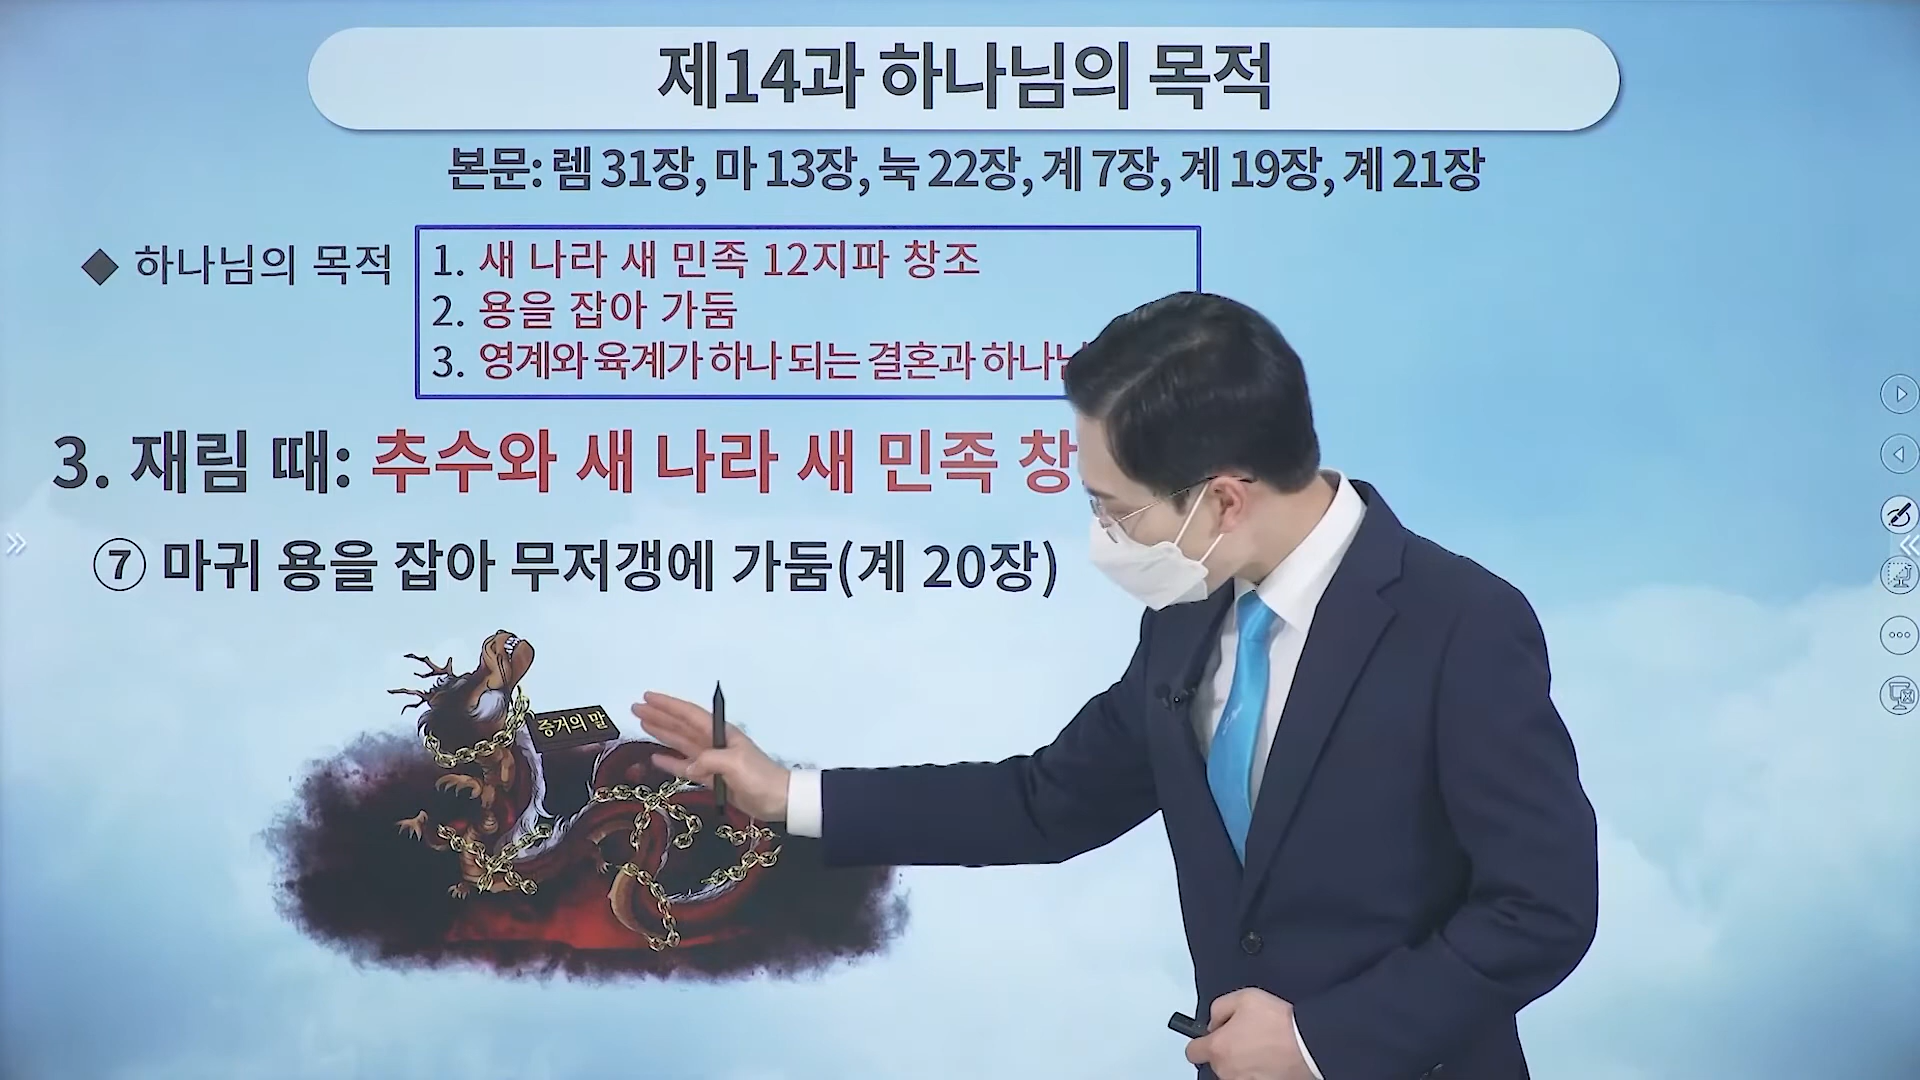 제14과 하나님의 목적
본문: 렘 31장, 마 13장, 눅 22장, 계 7장, 계 19장, 계 21장
◆ 하나님의 목적
1. 새 나라 새 민족 12지파 창조
2. 용을 잡아 가둠
3. 영계와 육계가 하나 되는 결혼과
3. 재림 때: 추수와 새 나라 새 민족 창
⑦ 마귀 용을 잡아 무저갱에 가둠(계 20장)
증거의 말